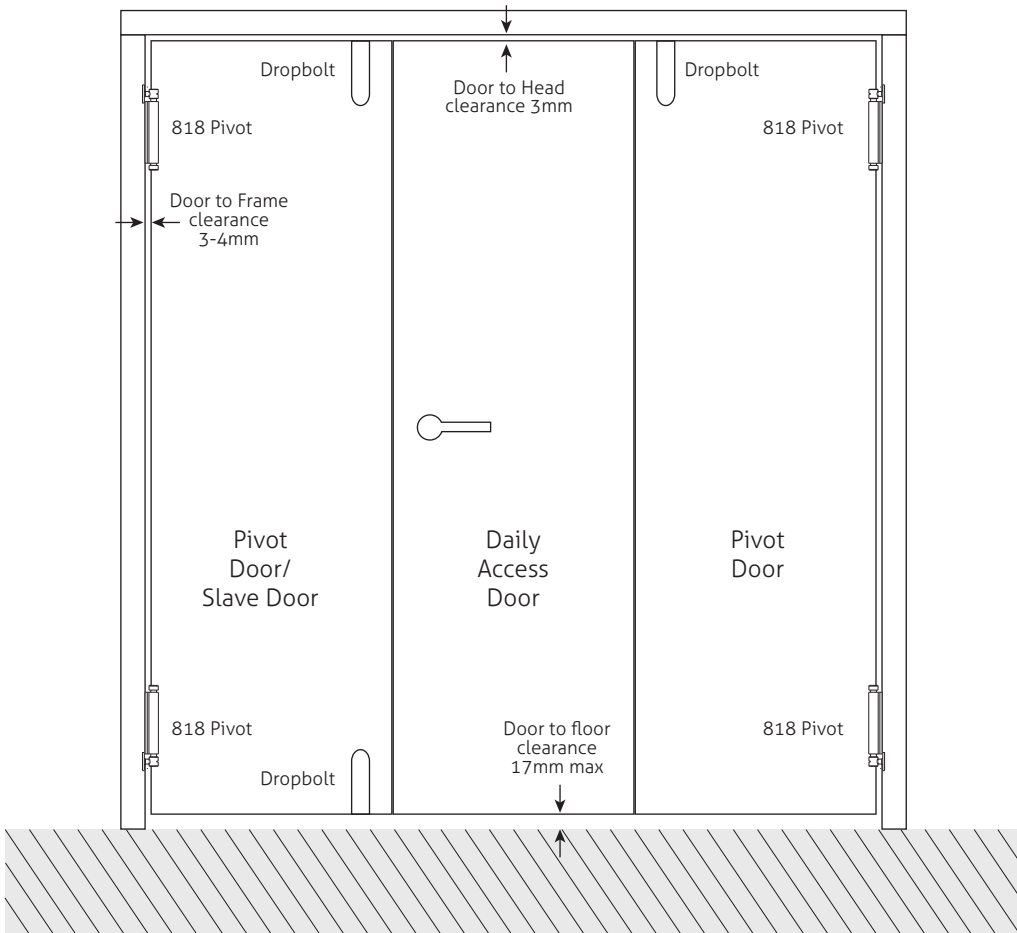 Dropbolt
Door to Head
clearance 3mm
Dropbolt
818 Pivot
818 Pivot
Door to Frame
clearance
3-4mm
Pivot
Door/
Slave Door
Daily
Access
Door
Pivot
Door
818 Pivot
Door to floor
clearance
17mm max
818 Pivot
Dropbolt